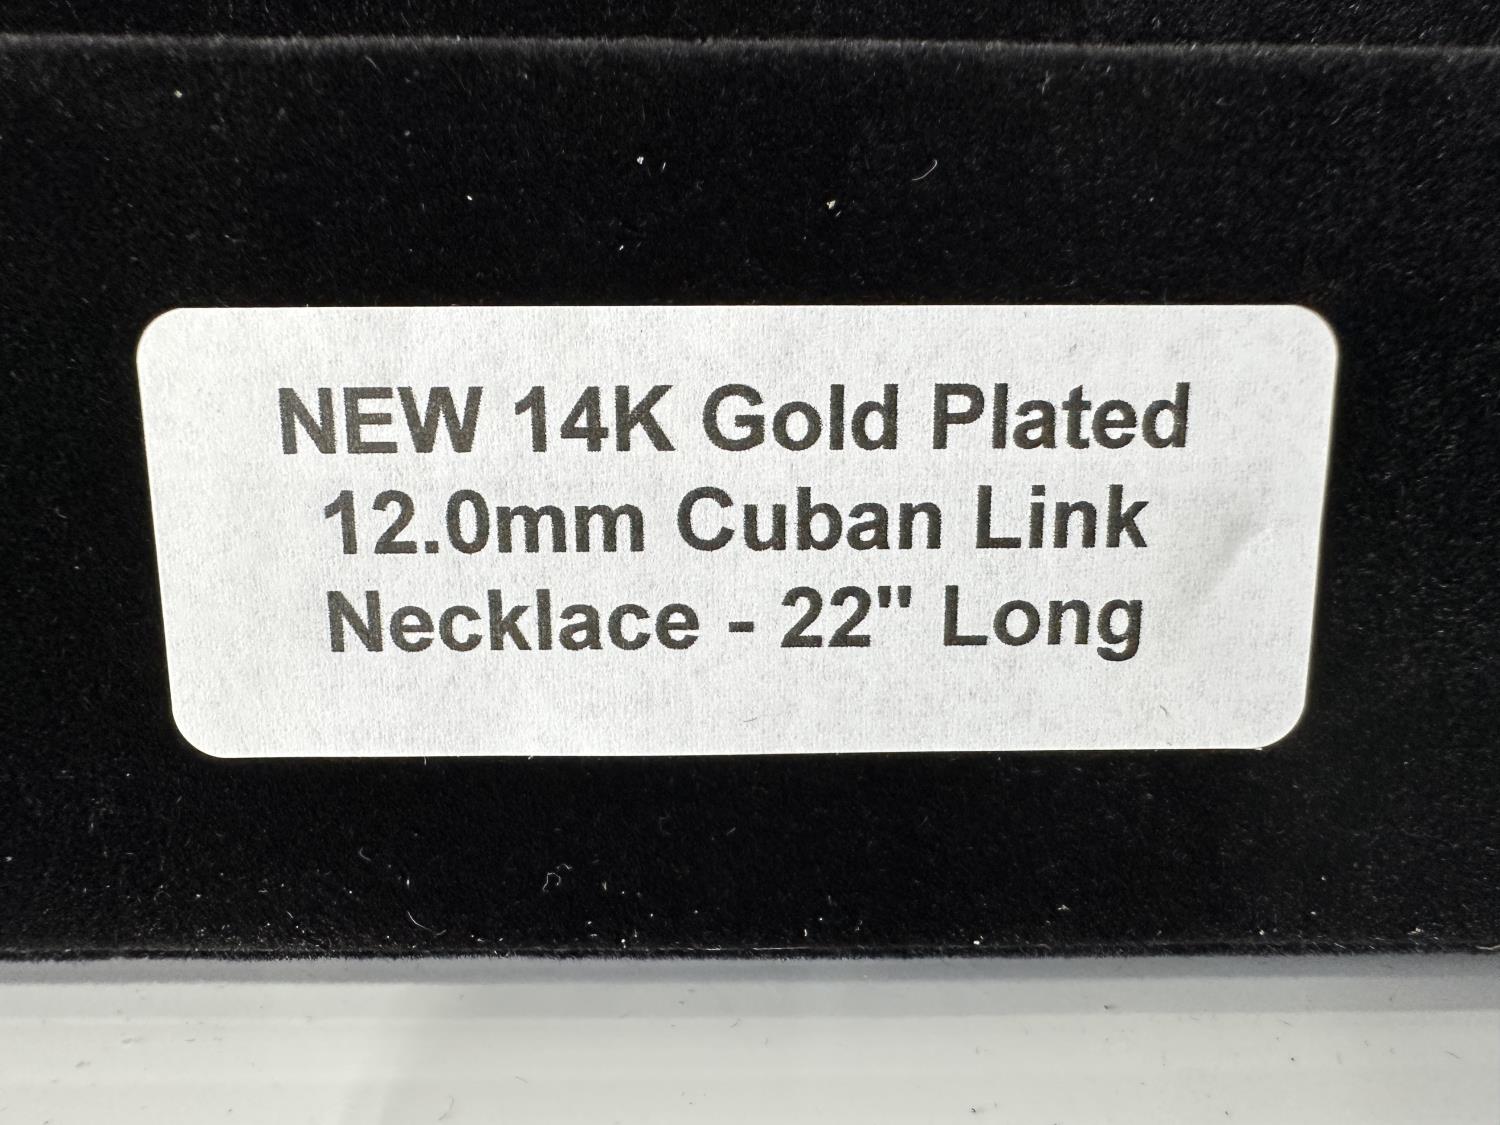 NEW 14K Gold Plated
12.0mm Cuban Link
Necklace - 22" Long